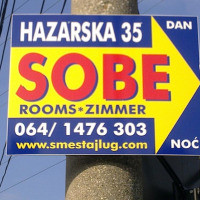 HAZARSKA 35
DAN
SOBE
ROOMS*ZIMMER
064/ 1476 303
www.smestajlug.com
NOĆ